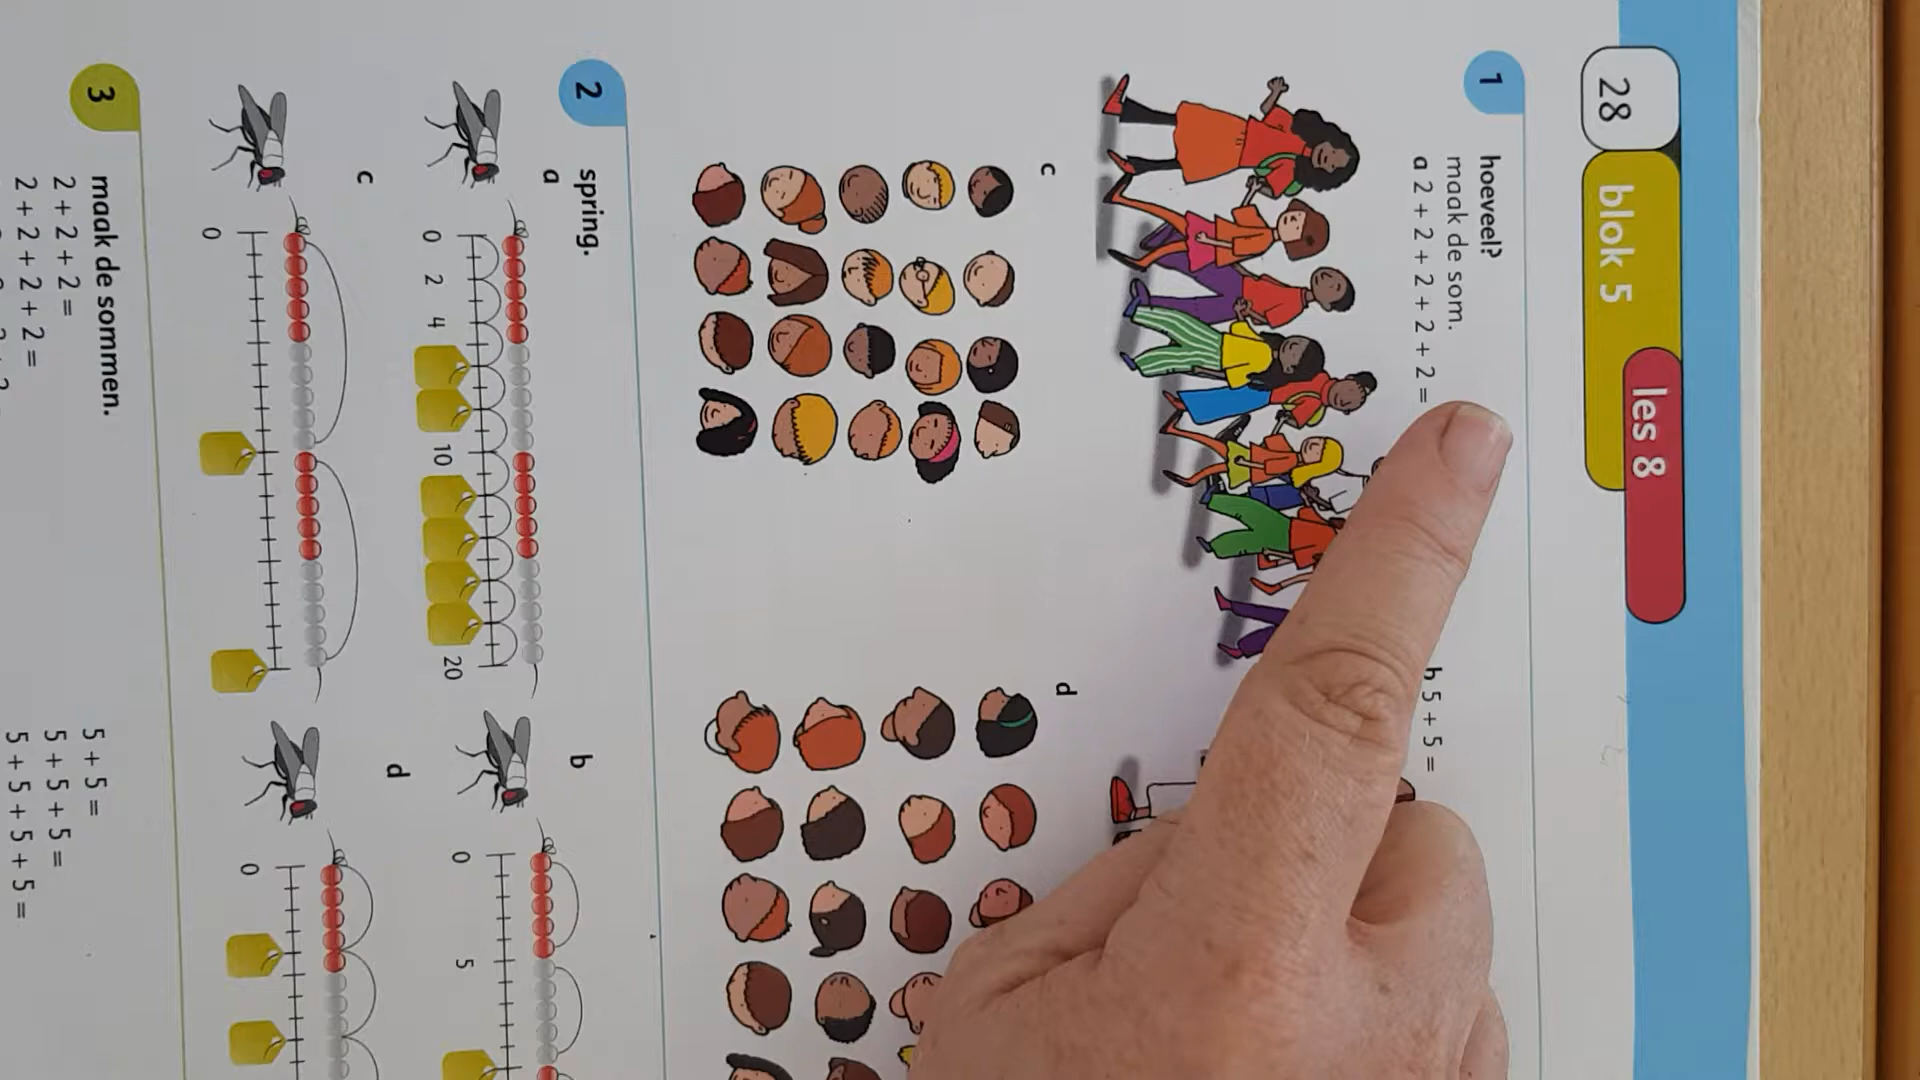 28 blok 5 les 8
1 hoeveel?
maak de som.
a 2 + 2 + 2 + 2 + 2 =
b 5 + 5 =
c
d
2 spring.
a
0 2 4 10 20
b
0 5
c
0
d
0
3 maak de sommen.
2 + 2 + 2 =
5 + 5 =
2 + 2 + 2 + 2 =
5 + 5 + 5 =
5 + 5 + 5 + 5 =